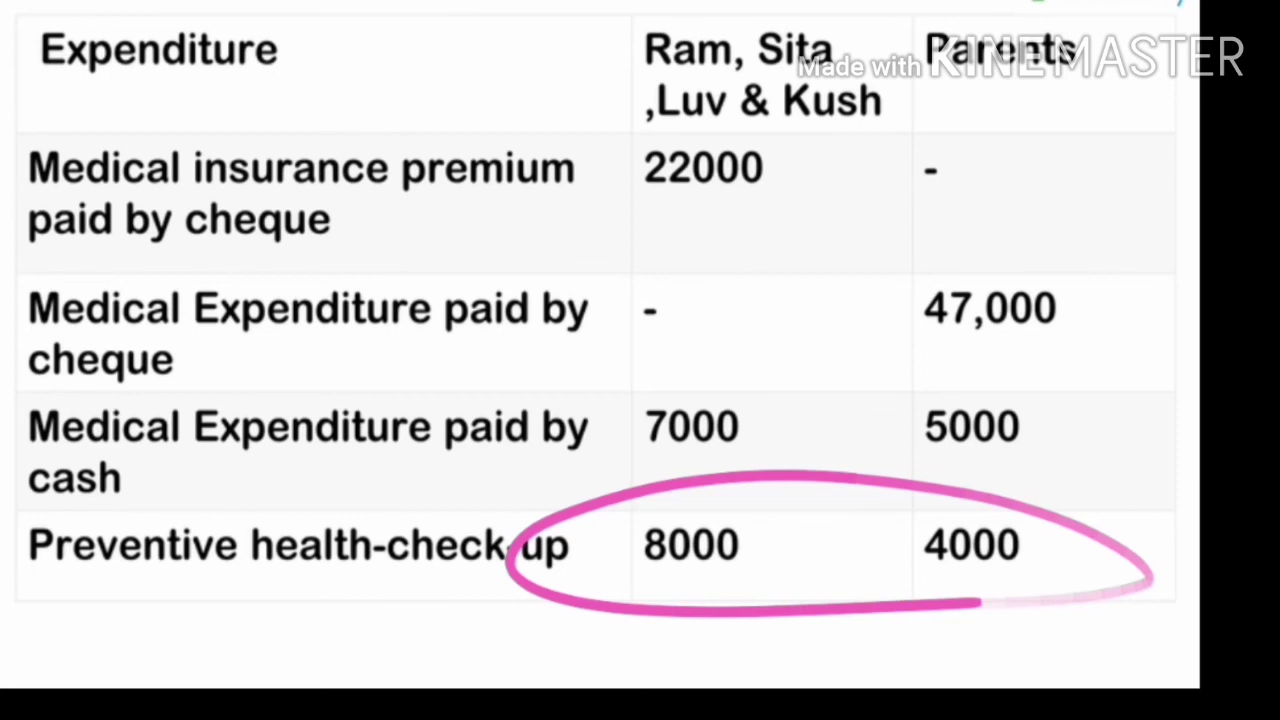 Expenditure
Ram, Sita
,Luv & Kush
Parents
Made with KINEMASTER
Medical insurance premium
paid by cheque
22000
-
Medical Expenditure paid by
cheque
-
47,000
Medical Expenditure paid by
cash
7000
5000
Preventive health-check-up
8000
4000